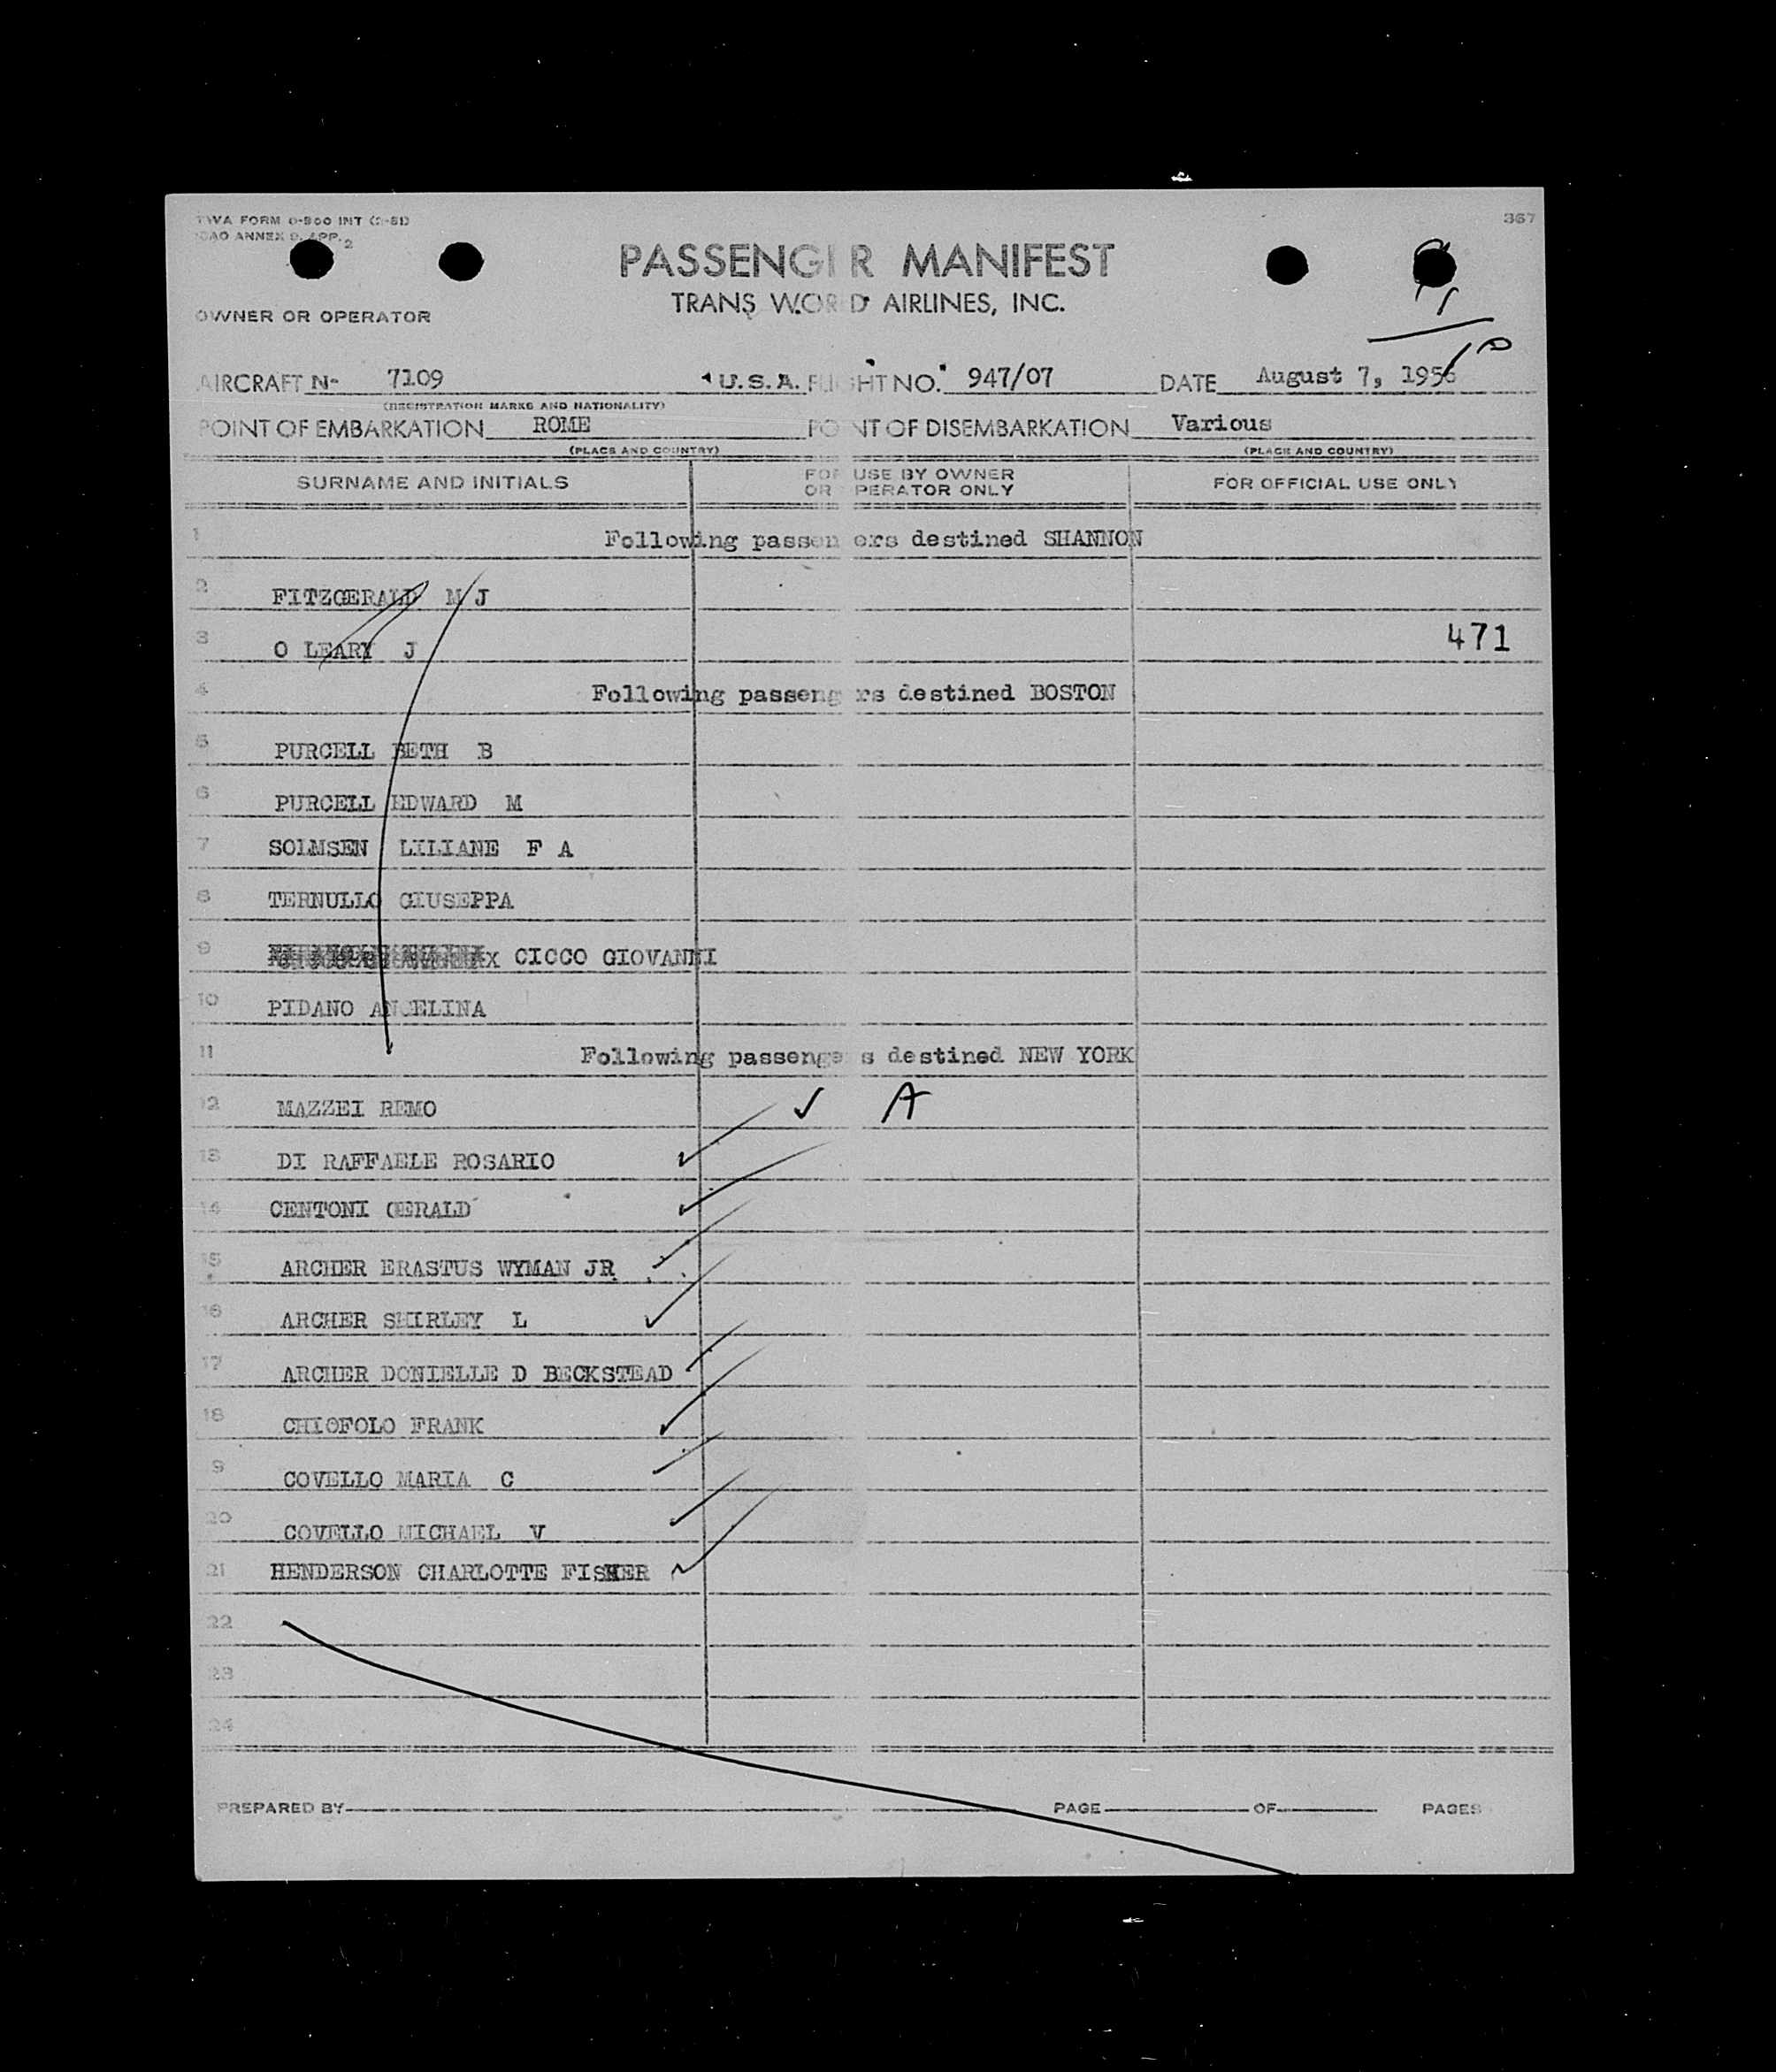 TWA FORM 0-800 INT (2-51)
367
ICAO ANNEX 9, APP. 2
PASSENGER MANIFEST
OWNER OR OPERATOR
TRANS WORLD AIRLINES, INC.
AIRCRAFT N- 7109 U.S.A. FLIGHT NO. 947/07 DATE August 7, 1956
(REGISTRATION MARKS AND NATIONALITY)
POINT OF EMBARKATION ROME POINT OF DISEMBARKATION Various
(PLACE AND COUNTRY) (PLACE AND COUNTRY)
SURNAME AND INITIALS FOR USE BY OWNER OR OPERATOR ONLY FOR OFFICIAL USE ONLY
1 Following passengers destined SHANNON
2 FITZGERALD M J
3 O LEARY J 471
4 Following passengers destined BOSTON
5 PURCELL BETH B
6 PURCELL EDWARD M
7 SOLMSEN LILIANE F A
8 TERNULLO GIUSEPPA
9 CICCO GIOVANNI
10 PIDANO ANGELINA
11 Following passengers destined NEW YORK
12 MAZZEI REMO ✓ A
13 DI RAFFAELE ROSARIO ✓
14 CENTONI GERALD ✓
15 ARCHER ERASTUS WYMAN JR ✓
16 ARCHER SHIRLEY L ✓
17 ARCHER DONIELLE D BECKSTEAD ✓
18 CHIOFOLO FRANK ✓
9 COVELLO MARIA C ✓
20 COVELLO MICHAEL V ✓
21 HENDERSON CHARLOTTE FISHER ✓
22
23
24
PREPARED BY PAGE OF PAGES